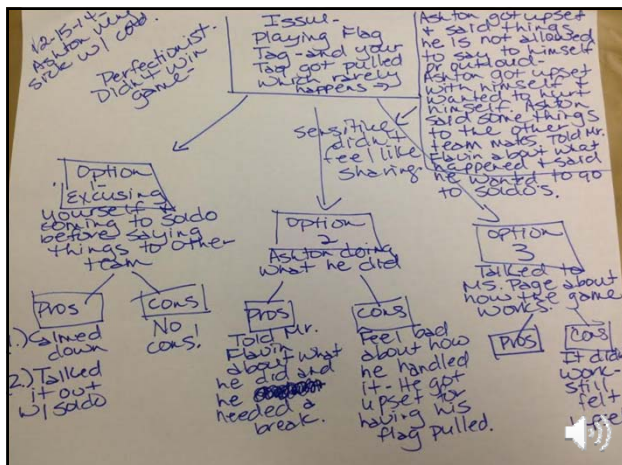 12-15-14-
Ashton very
sick w/ cold.
Perfectionist-
Didn't win
game-
Issue-
Playing Flag
Tag-and your
Tag got pulled
which rarely
happens →
Ashton got upset
+ said things
he is not allowed
to say to himself
or outloud-
Ashton got upset
with himself +
wanted to hurt
himself. Ashton
said some things
to the other
team mates. Told Mr.
Flavin about what
happened + said
he wanted to go
to Soldo's.
sensitive
didn't
feel like
sharing
Option
1-
Excusing
yourself +
coming to Soldo
before saying
things to other
team
Pros
1.) Calmed
down
2.) Talked
it out
w/ Soldo
Cons
No
cons!
Option
2
Ashton doing
what he did
Pros
Told Mr.
Flavin
about what
he did and
he
needed a
break.
Cons
Feel bad
about how
he handled
it - He got
upset for
having his
flag pulled.
Option
3
Talked to
Ms. Page about
how the game
works.
Pros
Cons
It didn
work-
still
felt